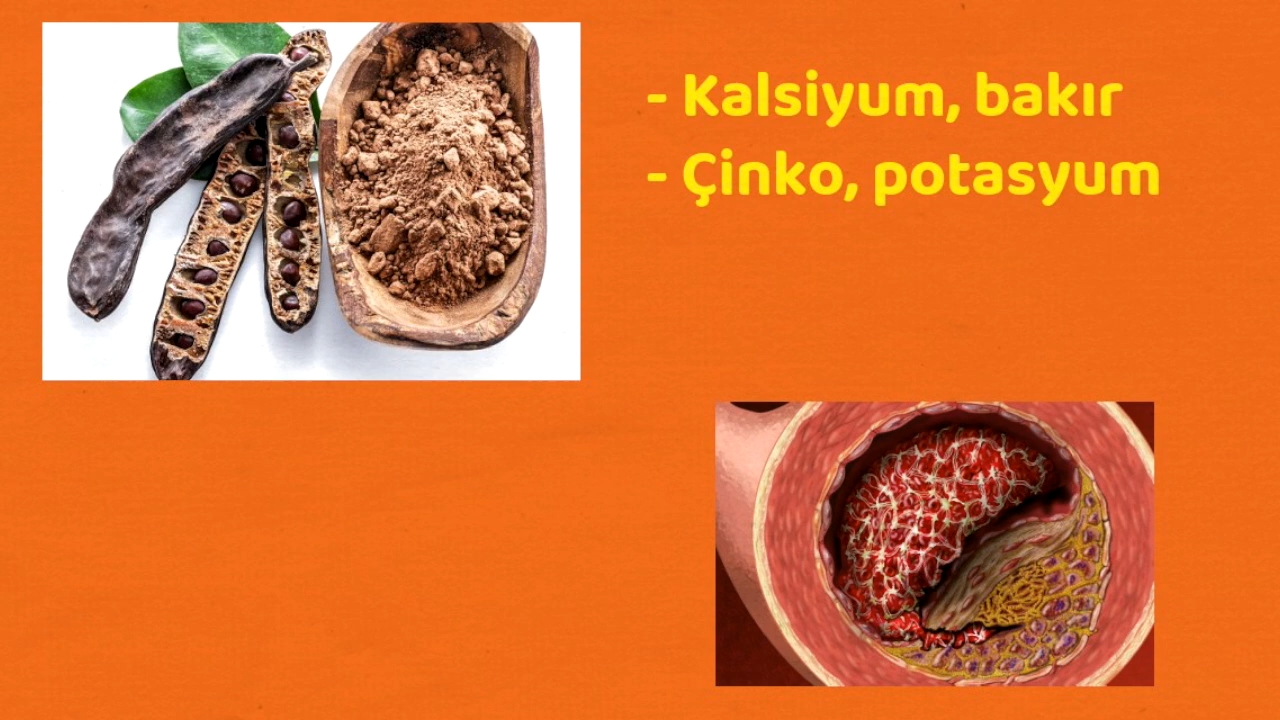 - Kalsiyum, bakır
- Çinko, potasyum